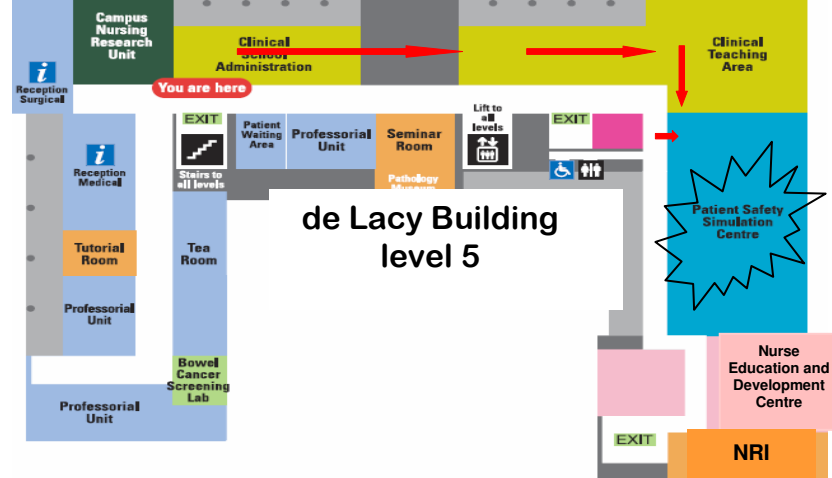 Campus
Nursing
Research
Unit
Clinical
School
Administration
Clinical
Teaching
Area
i
Reception
Surgical
You are here
EXIT
Stairs to
all levels
Patient
Waiting
Area
Professorial
Unit
Seminar
Room
Pathology
Museum
Lift to
all
levels
EXIT
i
Reception
Medical
de Lacy Building
level 5
Patient Safety
Simulation
Centre
Tutorial
Room
Tea
Room
Professorial
Unit
Bowel
Cancer
Screening
Lab
Professorial
Unit
Nurse
Education and
Development
Centre
EXIT
NRI